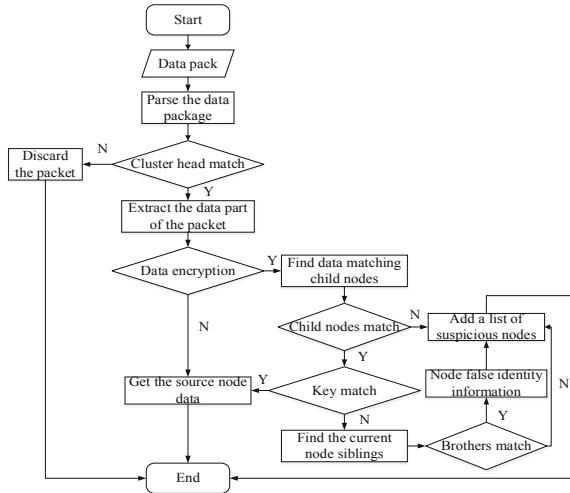 Start
Data pack
Parse the data
package
N
Discard
the packet
Cluster head match
Y
Extract the data part
of the packet
Data encryption
Y
Find data matching
child nodes
N
Child nodes match
N
Add a list of
suspicious nodes
Y
Get the source node
data
Y
Key match
Node false identity
information
N
N
Y
Find the current
node siblings
Brothers match
End